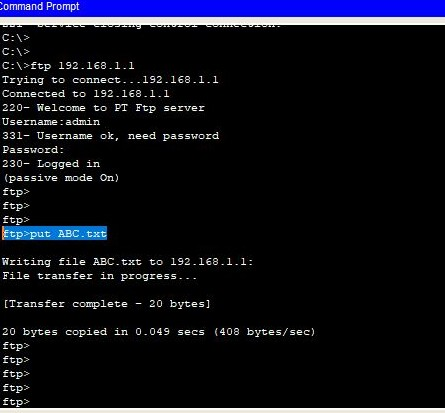 Command Prompt
221- Service closing control connection.
C:\>
C:\>
C:\>ftp 192.168.1.1
Trying to connect...192.168.1.1
Connected to 192.168.1.1
220- Welcome to PT Ftp server
Username:admin
331- Username ok, need password
Password:
230- Logged in
(passive mode On)
ftp>
ftp>
ftp>
ftp>put ABC.txt
Writing file ABC.txt to 192.168.1.1:
File transfer in progress...
[Transfer complete - 20 bytes]
20 bytes copied in 0.049 secs (408 bytes/sec)
ftp>
ftp>
ftp>
ftp>
ftp>